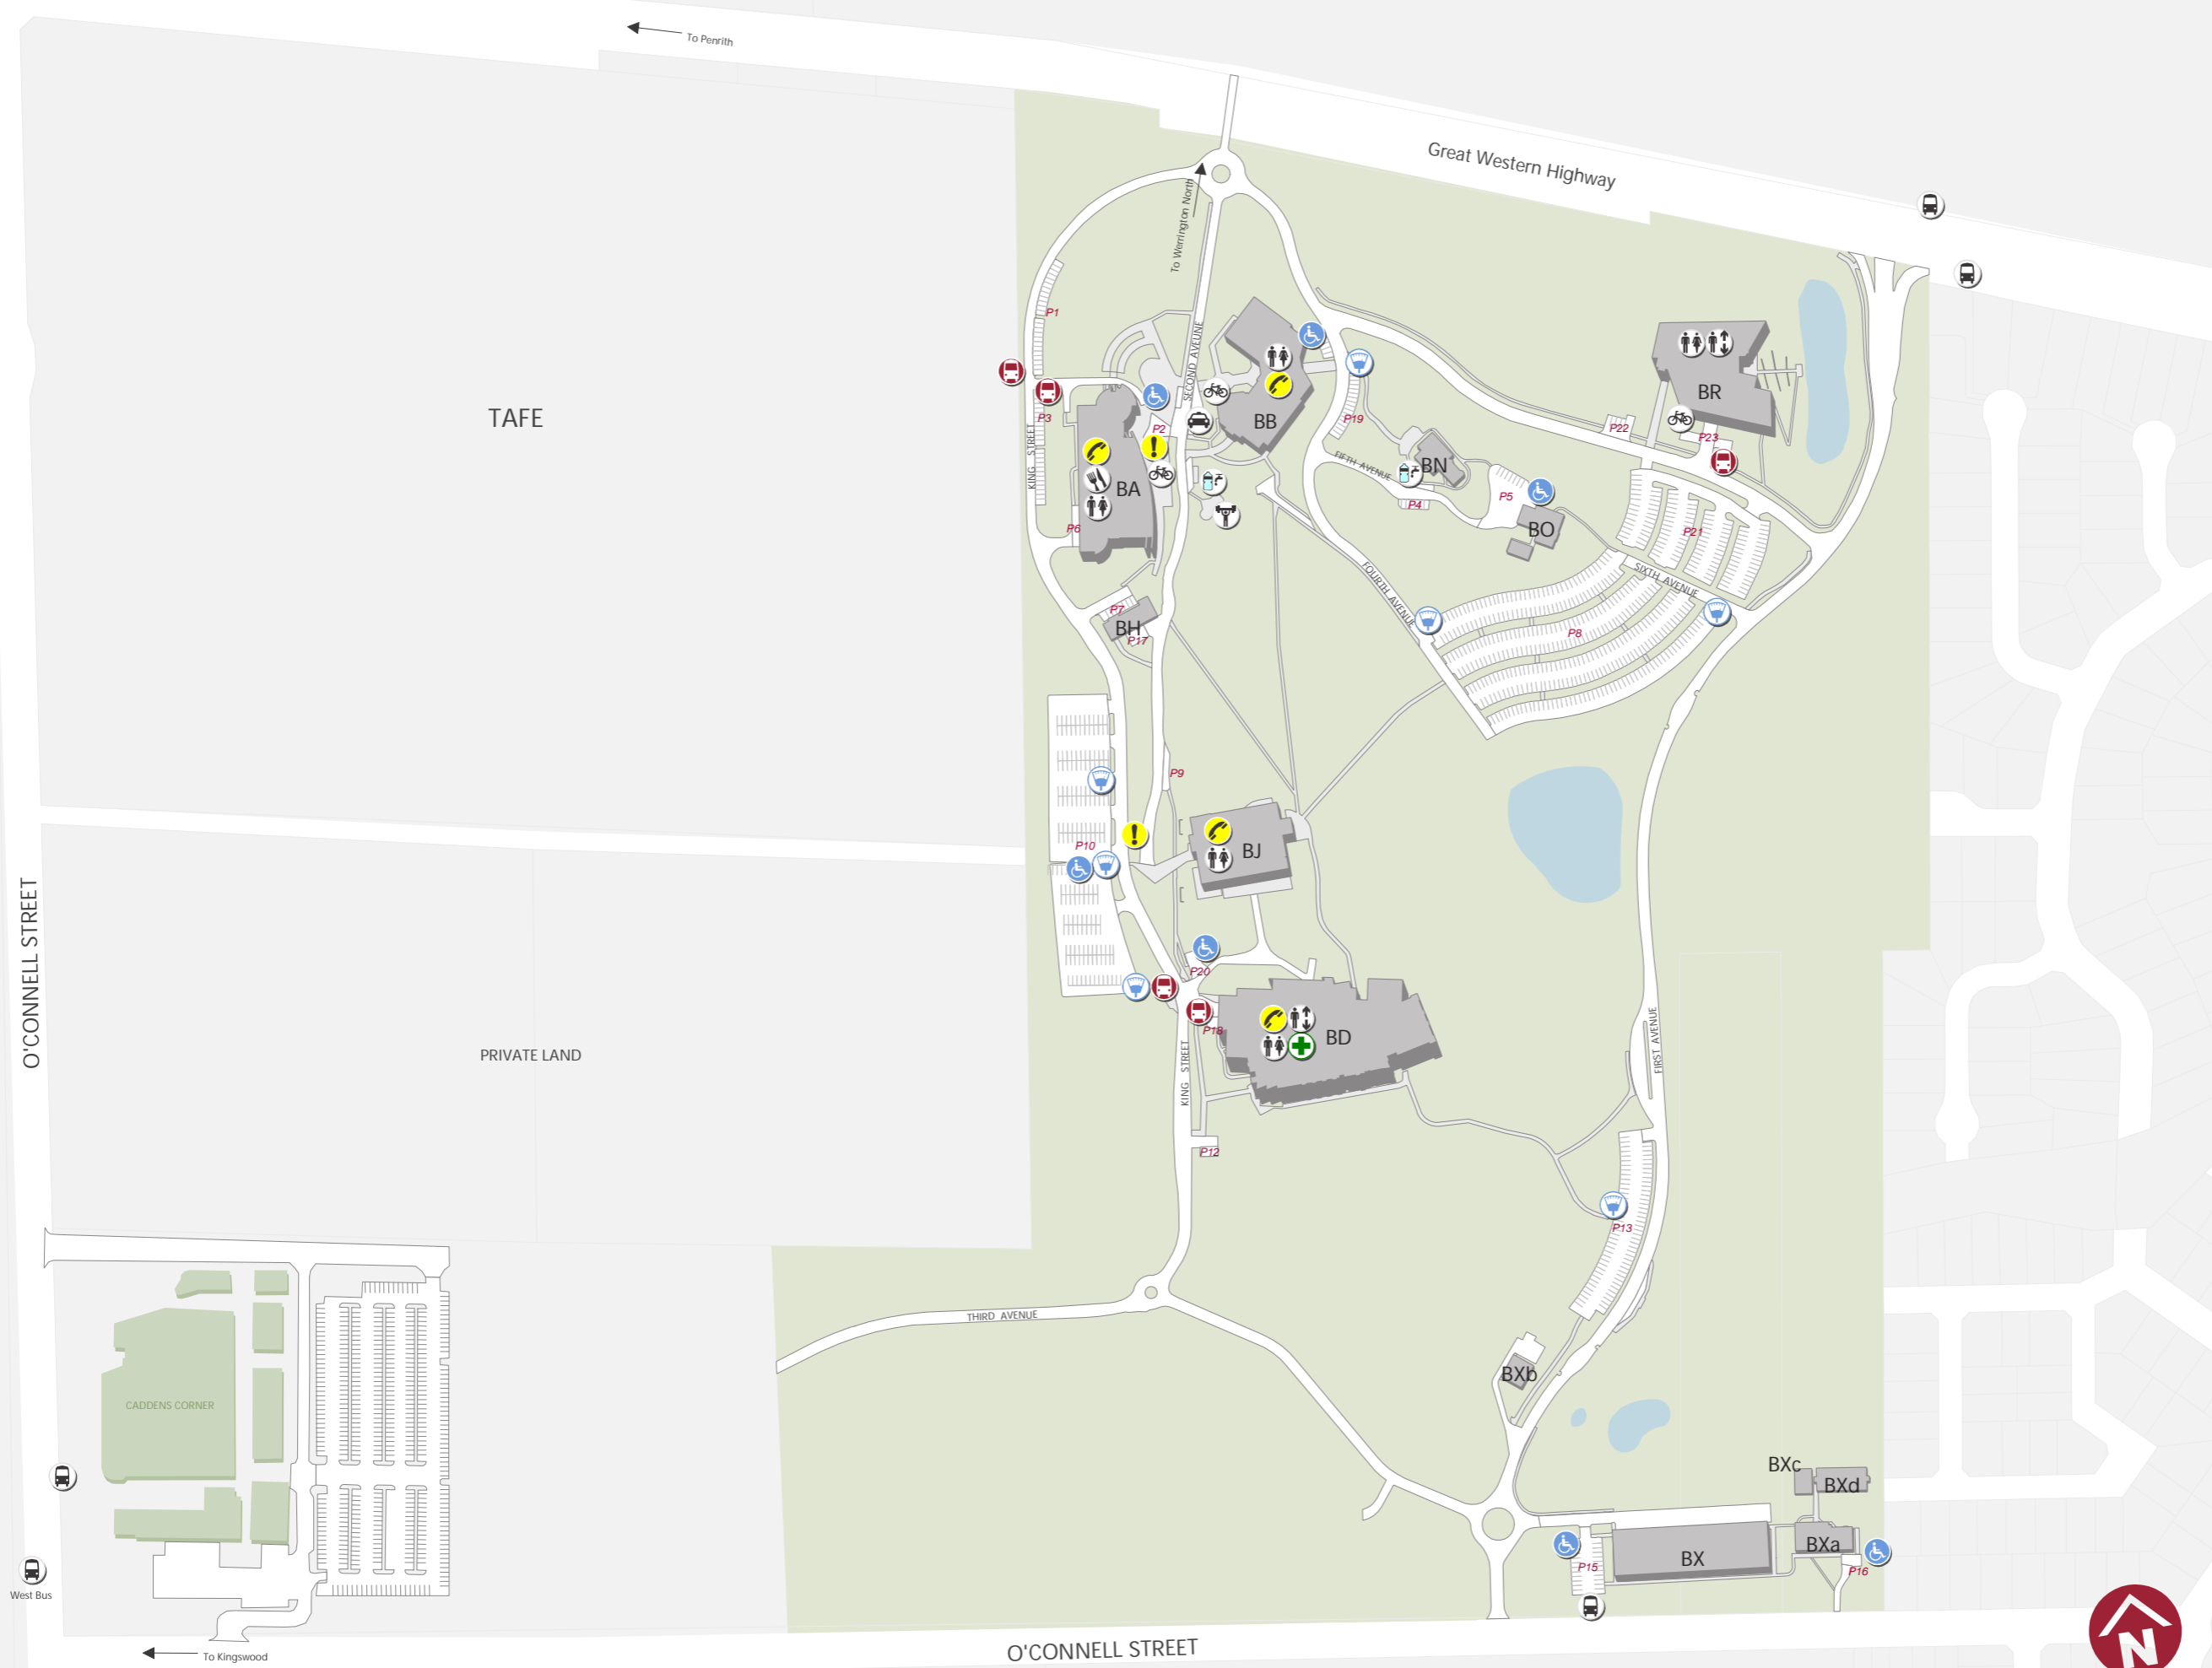 To Penrith
Great Western Highway
To Werrington North
P1
SECOND AVEUNE
TAFE
P3
P2
BB
P19
BR
P22
P23
KING STREET
BA
FIFTH AVENUE
BN
P5
P4
BO
P6
P21
FOURTH AVENUE
SIXTH AVENUE
P7
BH
P17
P8
P9
P10
BJ
O'CONNELL STREET
P20
P18
BD
PRIVATE LAND
KING STREET
FIRST AVENUE
P12
P13
THIRD AVENUE
BXb
CADDENS CORNER
BXc
BXd
BXa
BX
P15
P16
West Bus
To Kingswood
O'CONNELL STREET
N